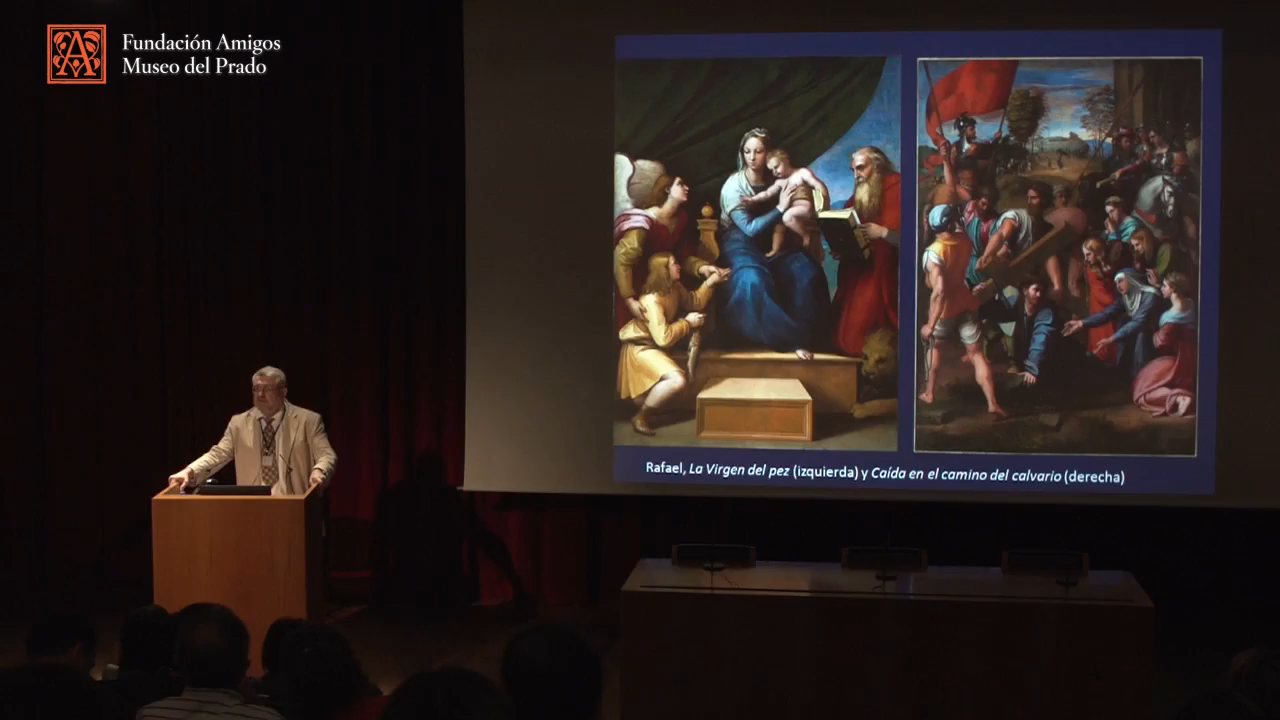 Fundación Amigos
Museo del Prado
Rafael, La Virgen del pez (izquierda) y Caída en el camino del calvario (derecha)